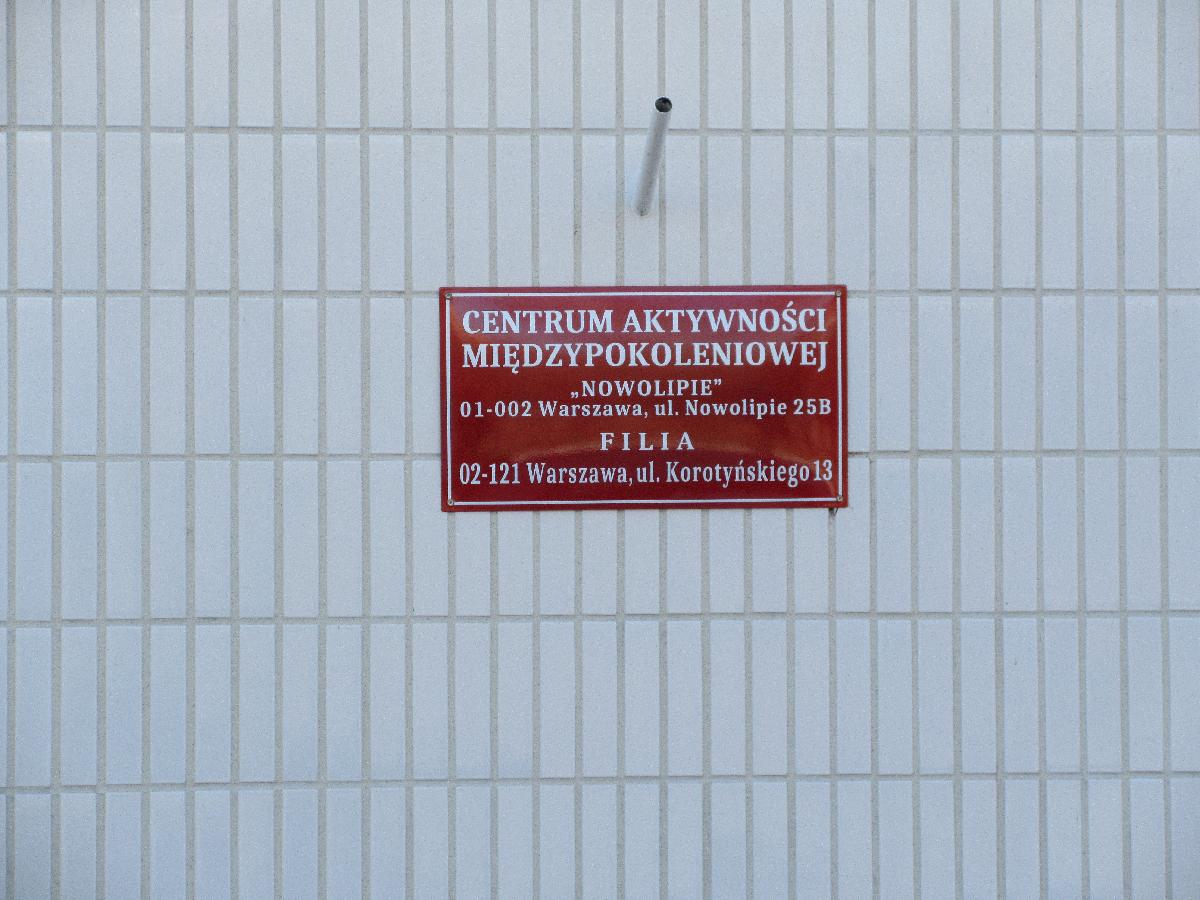 CENTRUM AKTYWNOŚCI
MIĘDZYPOKOLENIOWEJ
„NOWOLIPIE”
01-002 Warszawa, ul. Nowolipie 25B
FILIA
02-121 Warszawa, ul. Korotyńskiego 13